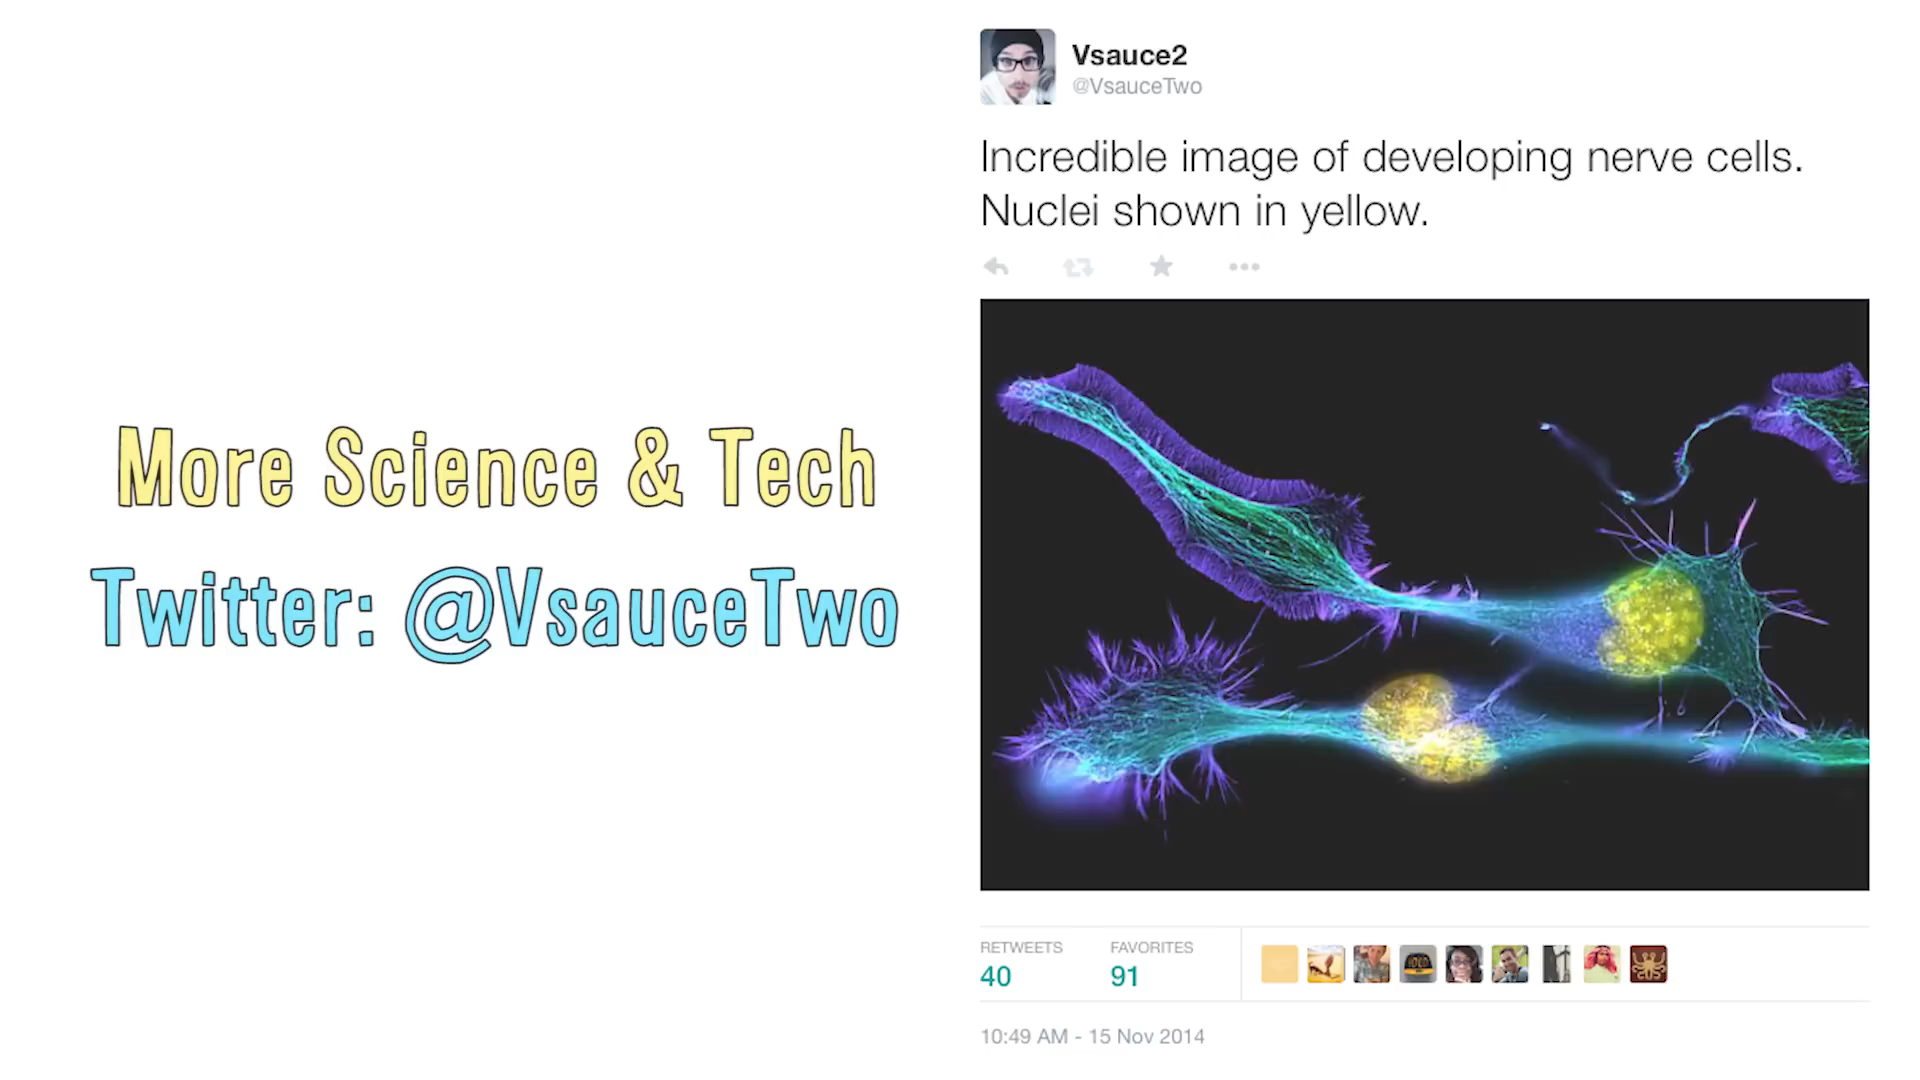 More Science & Tech
Twitter: @VsauceTwo
Vsauce2
@VsauceTwo
Incredible image of developing nerve cells.
Nuclei shown in yellow.
RETWEETS
40
FAVORITES
91
10:49 AM - 15 Nov 2014